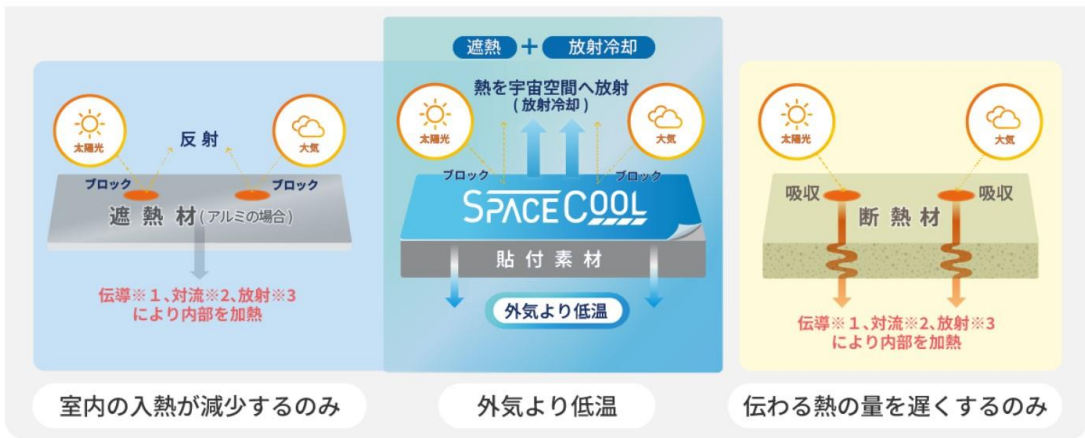 遮熱 + 放射冷却
太陽光
大気
反射
ブロック
ブロック
遮熱材(アルミの場合)
伝導※1、対流※2、放射※3
により内部を加熱
室内の入熱が減少するのみ
熱を宇宙空間へ放射
(放射冷却)
太陽光
大気
ブロック
ブロック
SPACECOOL
貼付素材
外気より低温
外気より低温
太陽光
大気
吸収
吸収
断熱材
伝導※1、対流※2、放射※3
により内部を加熱
伝わる熱の量を遅くするのみ